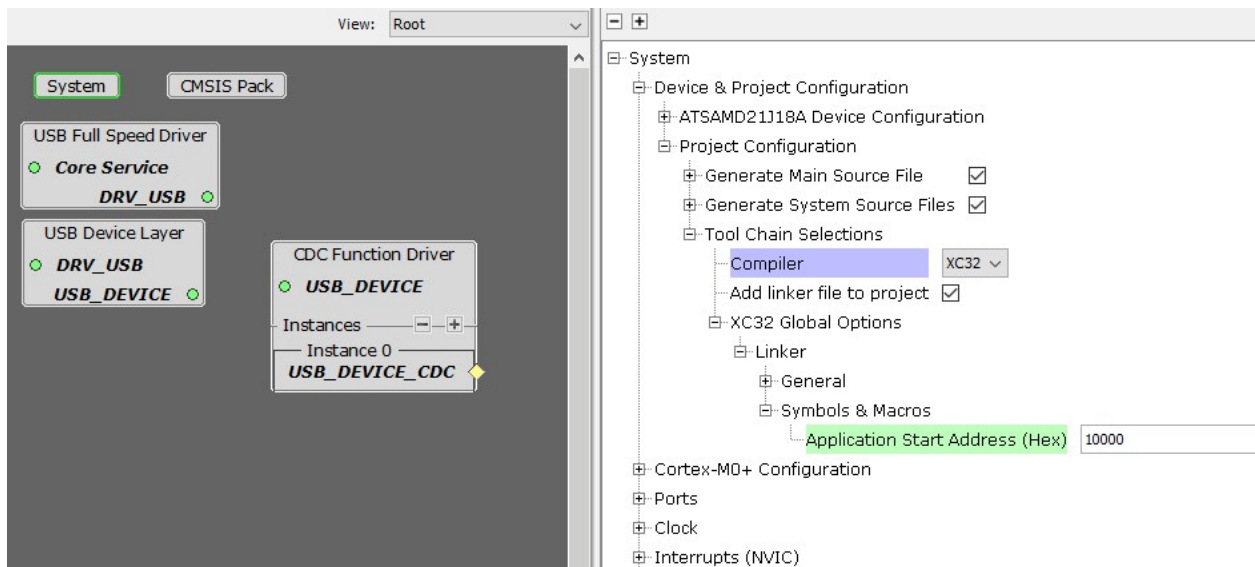 View: Root
System
CMSIS Pack
USB Full Speed Driver
Core Service
DRV_USB
USB Device Layer
DRV_USB
USB_DEVICE
CDC Function Driver
USB_DEVICE
Instances
Instance 0
USB_DEVICE_CDC
System
Device & Project Configuration
ATSAMD21J18A Device Configuration
Project Configuration
Generate Main Source File
Generate System Source Files
Tool Chain Selections
Compiler XC32
Add linker file to project
XC32 Global Options
Linker
General
Symbols & Macros
Application Start Address (Hex) 10000
Cortex-M0+ Configuration
Ports
Clock
Interrupts (NVIC)